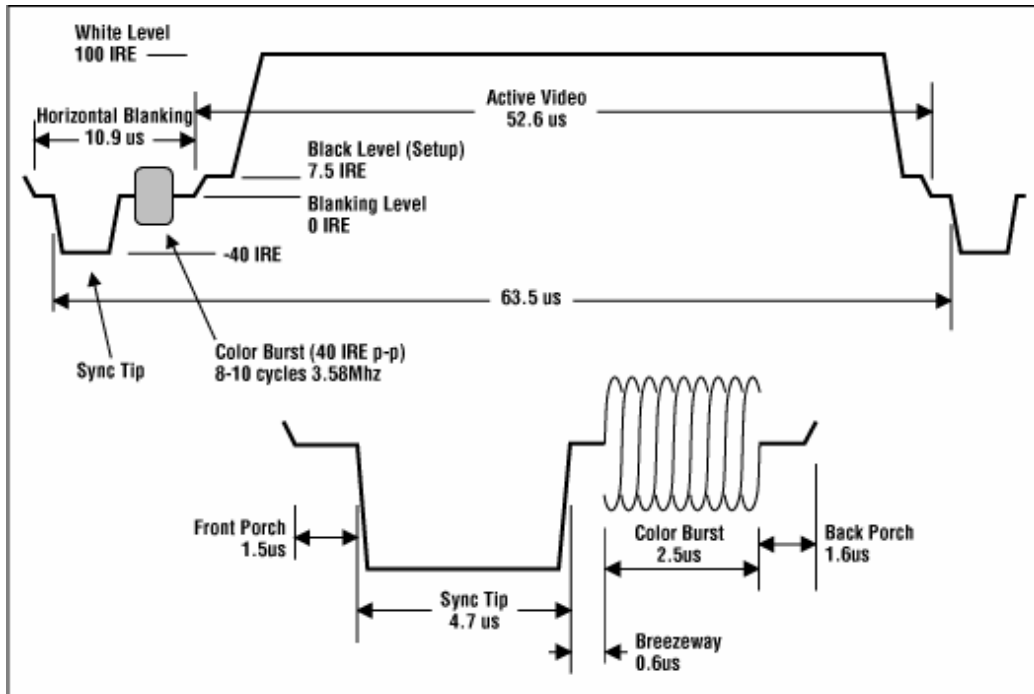 White Level
100 IRE
Horizontal Blanking
10.9 us
Active Video
52.6 us
Black Level (Setup)
7.5 IRE
Blanking Level
0 IRE
-40 IRE
63.5 us
Sync Tip
Color Burst (40 IRE p-p)
8-10 cycles 3.58Mhz
Front Porch
1.5us
Color Burst
2.5us
Back Porch
1.6us
Sync Tip
4.7 us
Breezeway
0.6us